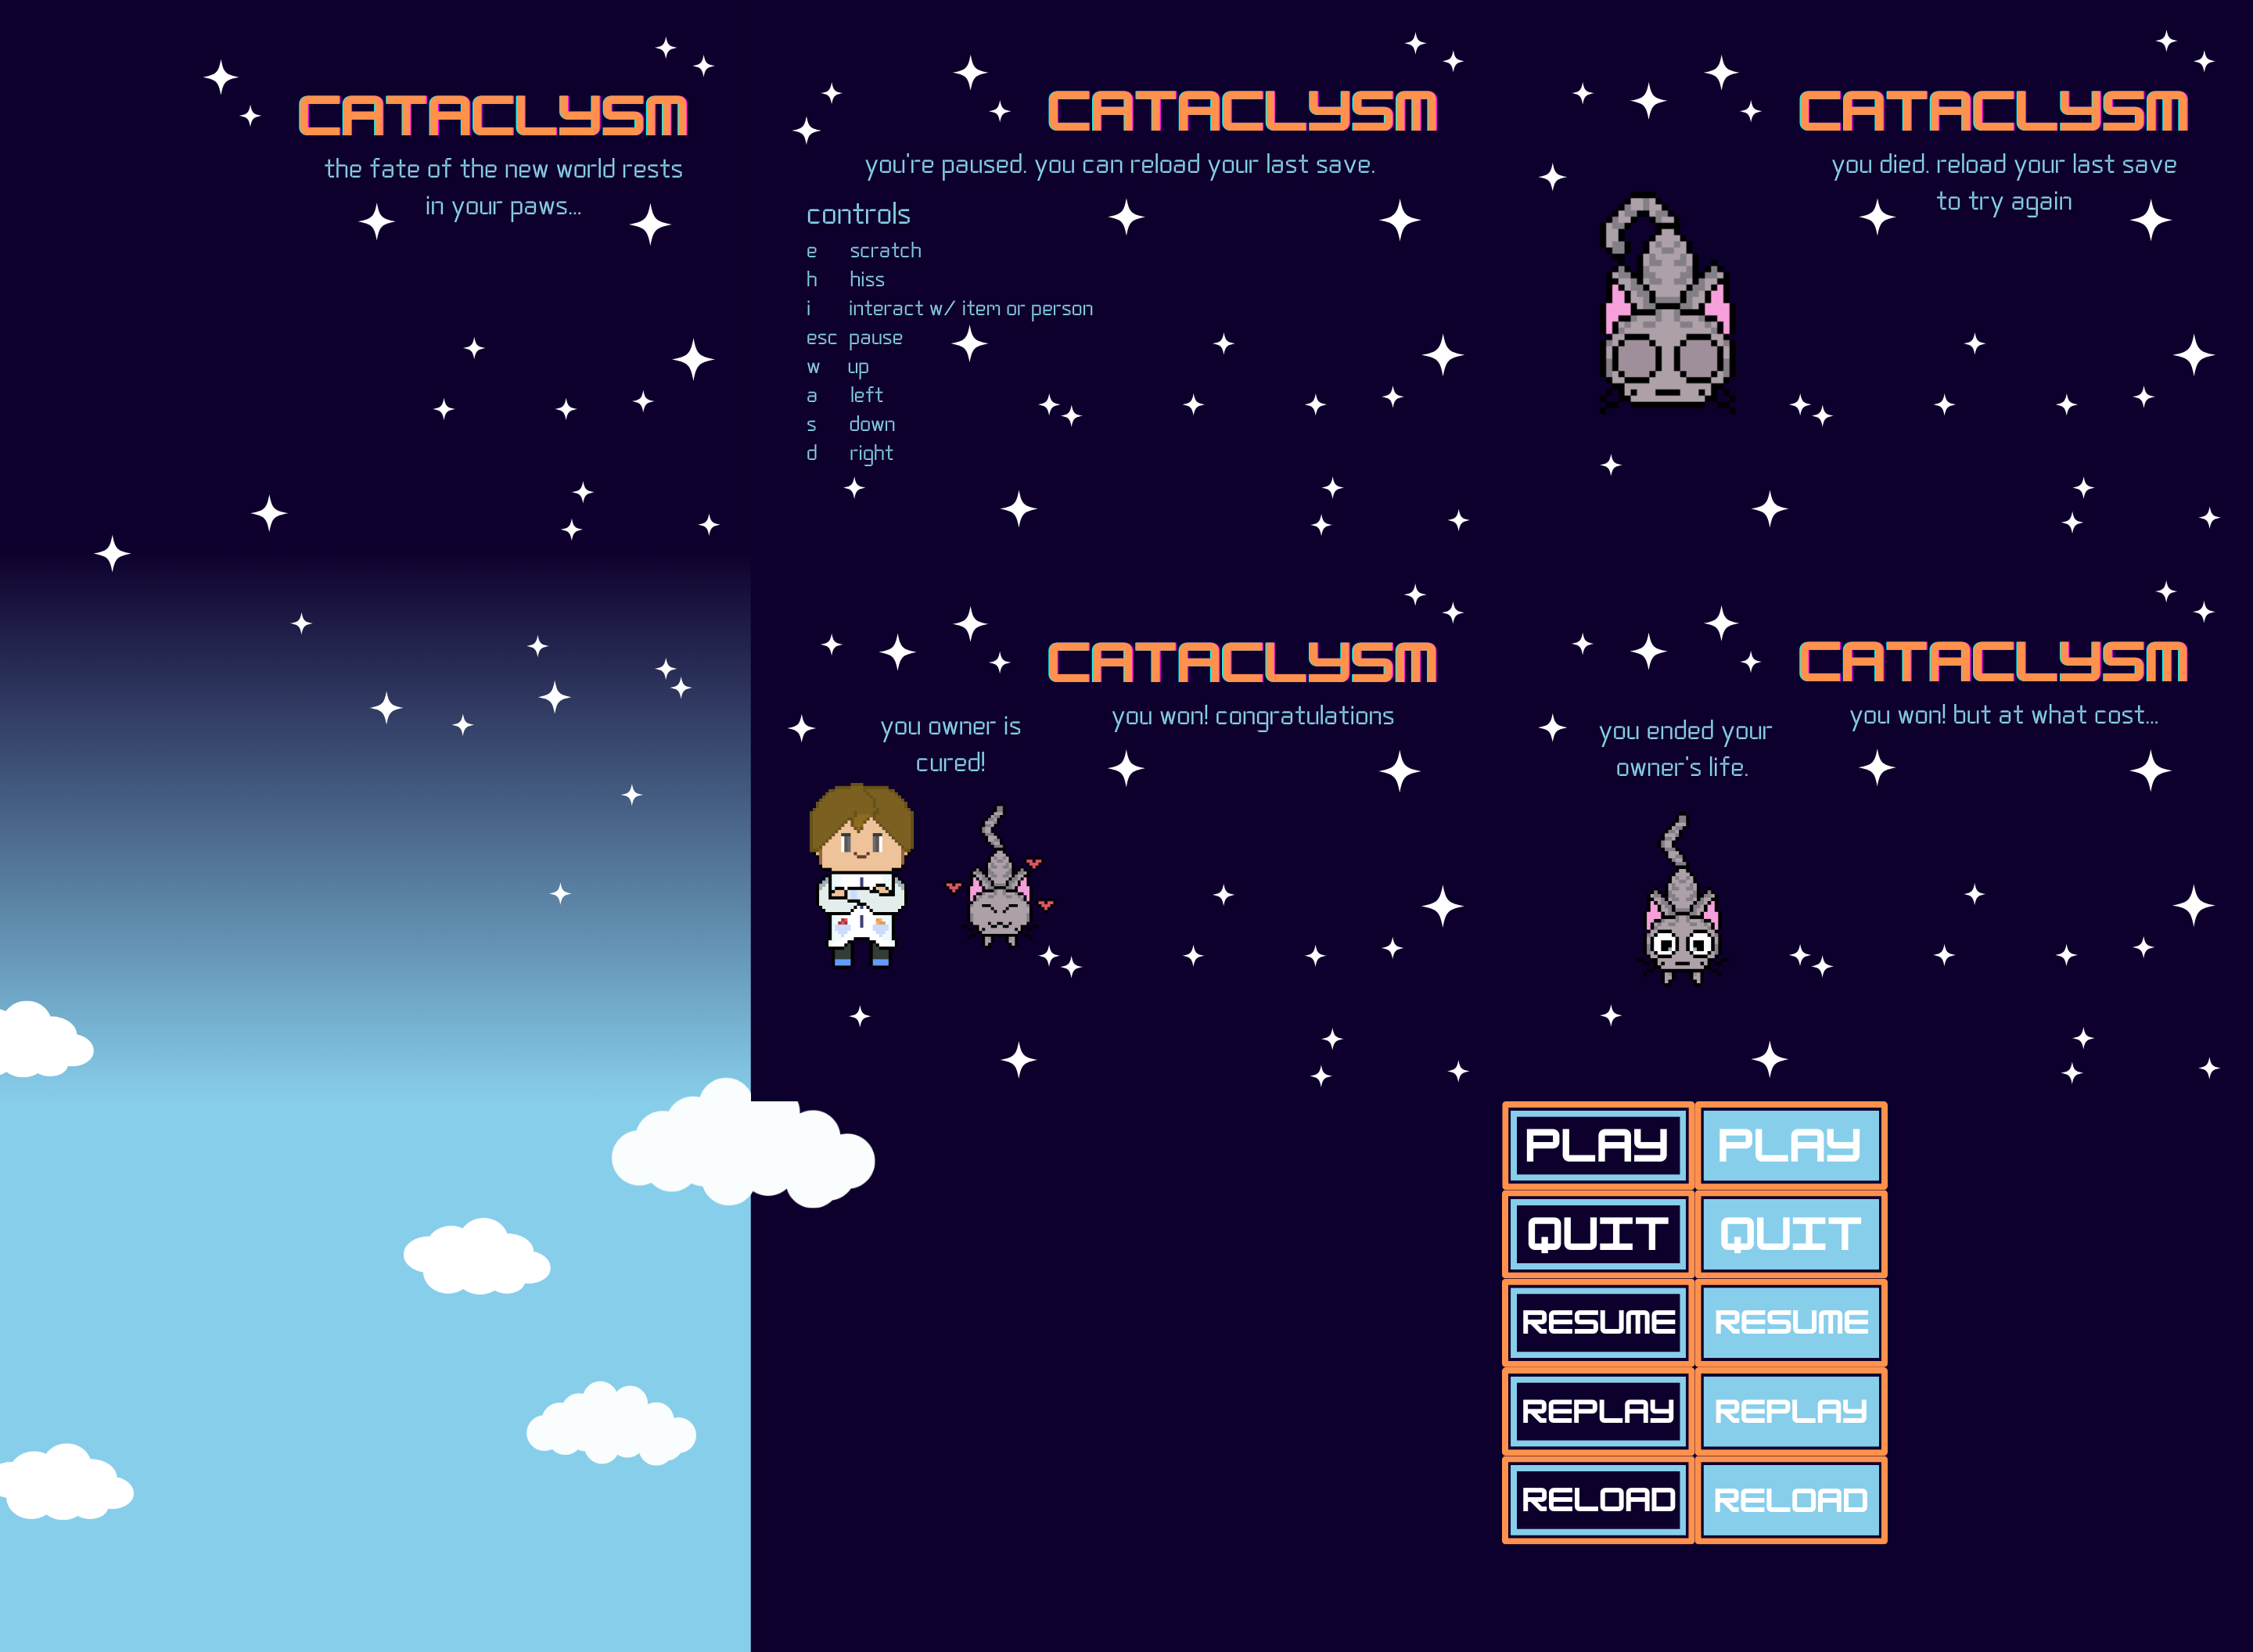 CATACLYSM
the fate of the new world rests
in your paws...
CATACLYSM
you're paused. you can reload your last save.
controls
e scratch
h hiss
i interact w/ item or person
esc pause
w up
a left
s down
d right
CATACLYSM
you died. reload your last save
to try again
CATACLYSM
you won! congratulations
you owner is
cured!
CATACLYSM
you won! but at what cost...
you ended your
owner's life.
PLAY PLAY
QUIT QUIT
RESUME RESUME
REPLAY REPLAY
RELOAD RELOAD